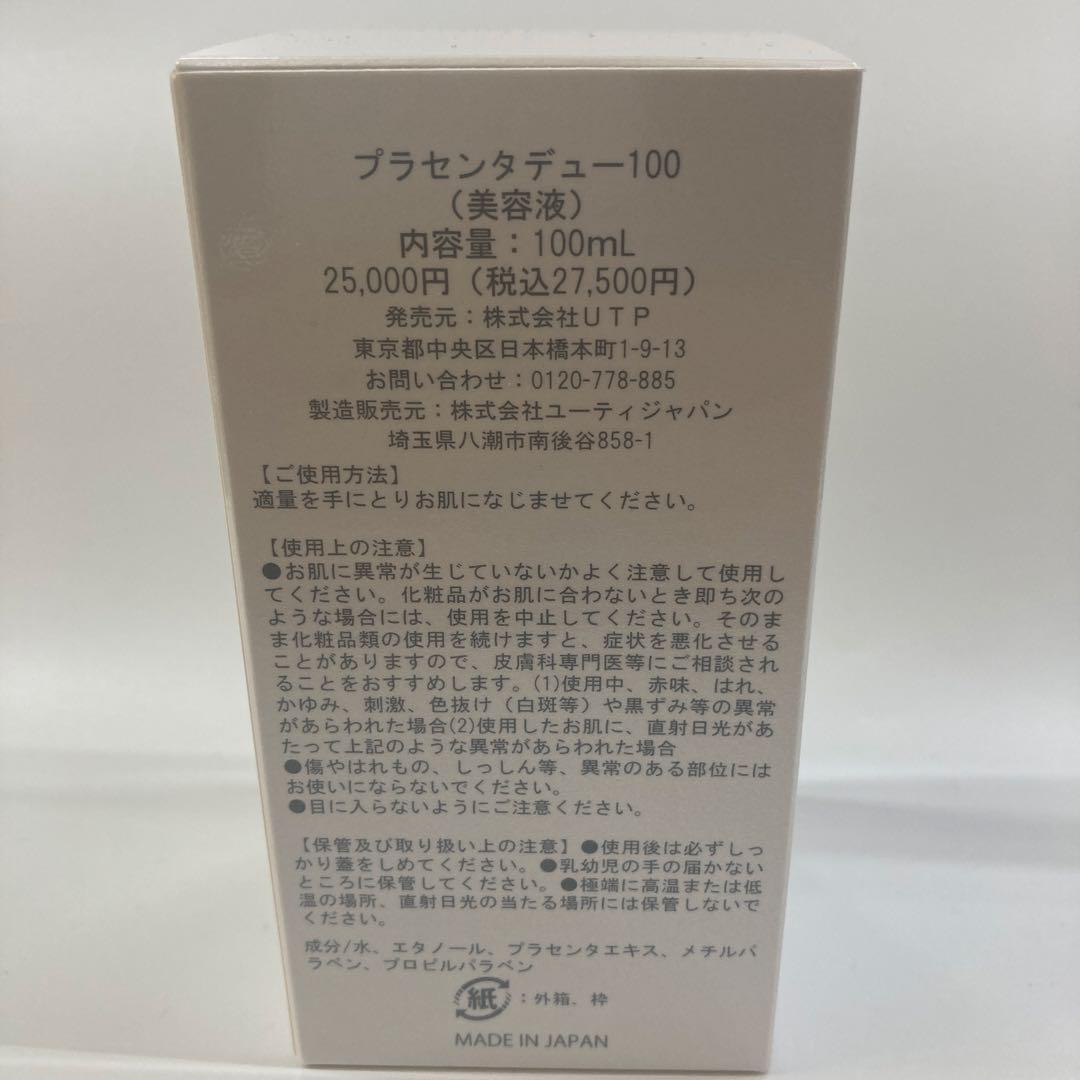 プラセンタデュー100
（美容液）
内容量：100mL
25,000円（税込27,500円）
発売元：株式会社ＵＴＰ
東京都中央区日本橋本町1-9-13
お問い合わせ：0120-778-885
製造販売元：株式会社ユーティジャパン
埼玉県八潮市南後谷858-1
【ご使用方法】
適量を手にとりお肌になじませてください。
【使用上の注意】
●お肌に異常が生じていないかよく注意して使用し
てください。化粧品がお肌に合わないとき即ち次の
ような場合には、使用を中止してください。そのま
ま化粧品類の使用を続けますと、症状を悪化させる
ことがありますので、皮膚科専門医等にご相談され
ることをおすすめします。(1)使用中、赤味、はれ、
かゆみ、刺激、色抜け（白斑等）や黒ずみ等の異常
があらわれた場合(2)使用したお肌に、直射日光があ
たって上記のような異常があらわれた場合
●傷やはれもの、しっしん等、異常のある部位には
お使いにならないでください。
●目に入らないようにご注意ください。
【保管及び取り扱い上の注意】●使用後は必ずしっ
かり蓋をしめてください。●乳幼児の手の届かない
ところに保管してください。●極端に高温または低
温の場所、直射日光の当たる場所には保管しないで
ください。
成分/水、エタノール、プラセンタエキス、メチルパ
ラベン、プロピルパラベン
紙：外箱、枠
MADE IN JAPAN